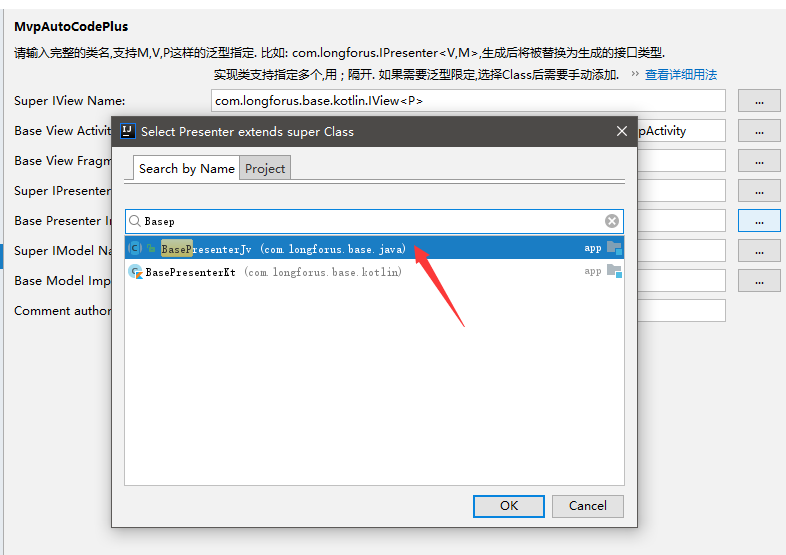 MvpAutoCodePlus
请输入完整的类名,支持M,V,P这样的泛型指定. 比如: com.longforus.IPresenter<V,M>,生成后将被替换为生成的接口类型.
实现类支持指定多个,用 ; 隔开. 如果需要泛型限定,选择Class后需要手动添加. ›› 查看详细用法
Super IView Name: com.longforus.base.kotlin.IView<P> ...
Base View Activit pActivity ...
Select Presenter extends super Class
Base View Fragm ...
Search by Name Project
Super IPresenter ...
Base Presenter I ...
Basep
Super IModel Na ...
BasePresenterJv (com.longforus.base.java) app
Base Model Imp ...
BasePresenterKt (com.longforus.base.kotlin) app
Comment author
OK Cancel